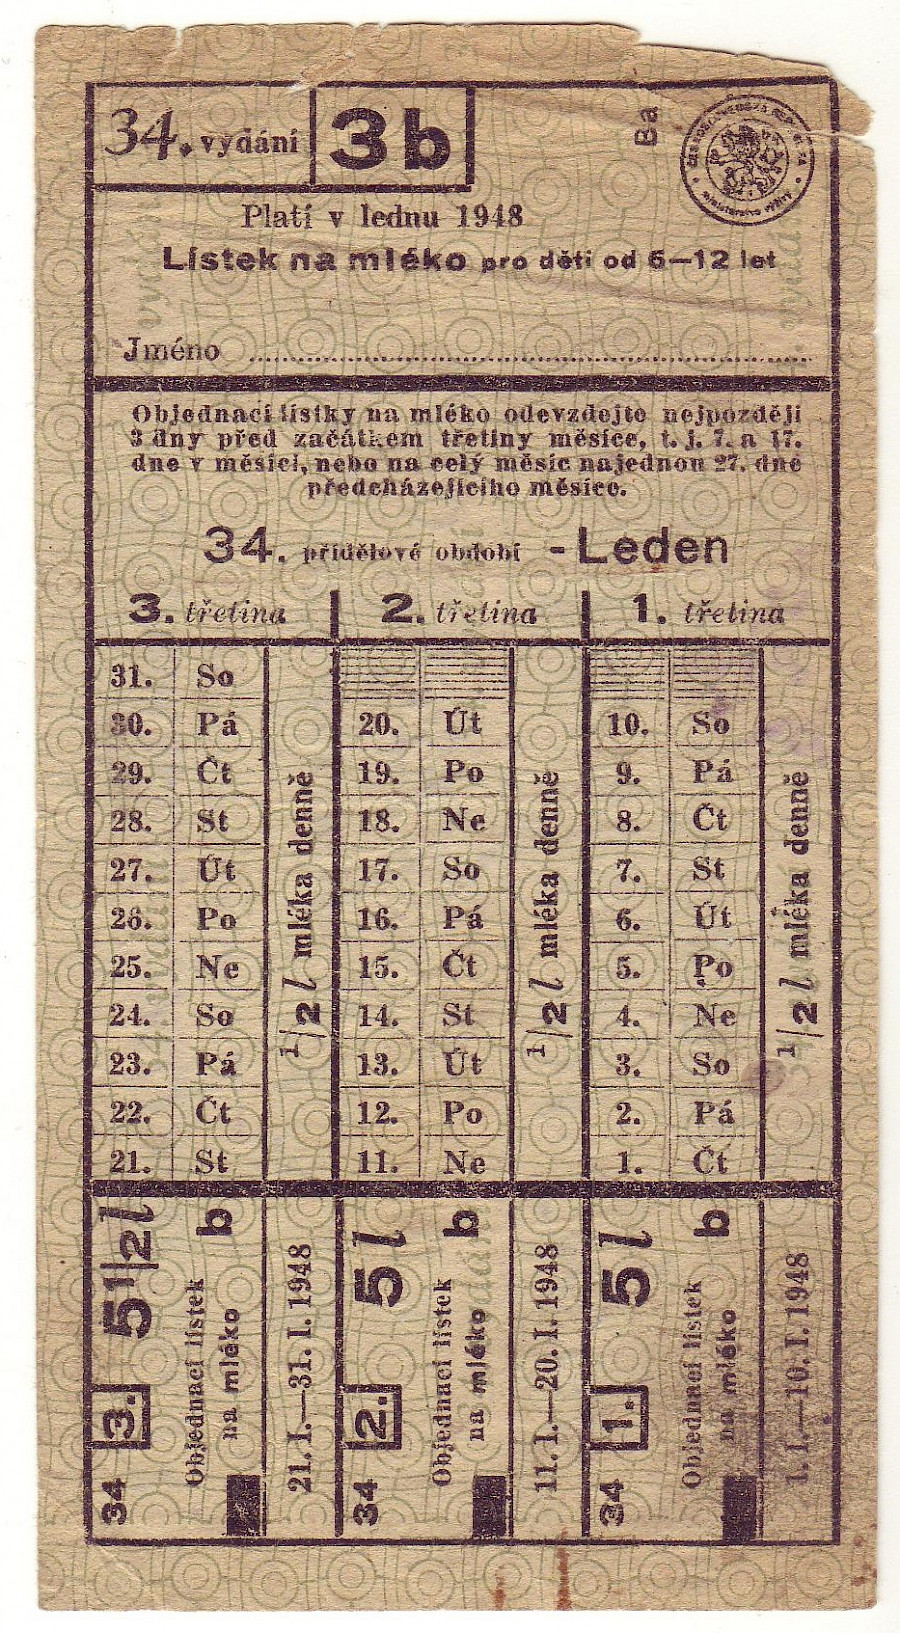 34. vydání
3b
Ba
Platí v lednu 1948
Lístek na mléko pro děti od 6—12 let
Jméno
Objednací lístky na mléko odevzdejte nejpozději
3 dny před začátkem třetiny měsíce, t. j. 7. a 17.
dne v měsíci, nebo na celý měsíc najednou 27. dne
předcházejícího měsíce.
34. přídělové období - Leden
3. třetina 2. třetina 1. třetina
31. So
30. Pá 20. Út 10. So
29. Čt 19. Po 9. Pá
28. St 18. Ne 8. Čt
27. Út 17. So 7. St
26. Po 16. Pá 6. Út
25. Ne 15. Čt 5. Po
24. So 14. St 4. Ne
23. Pá 13. Út 3. So
22. Čt 12. Po 2. Pá
21. St 11. Ne 1. Čt
1/2 l mléka denně
1/2 l mléka denně
1/2 l mléka denně
34 3. 5 1/2 l
Objednací lístek b
na mléko
21. I.—31. I. 1948
34 2. 5 l
Objednací lístek b
na mléko
11. I.—20. I. 1948
34 1. 5 l
Objednací lístek b
na mléko
1. I.—10. I. 1948